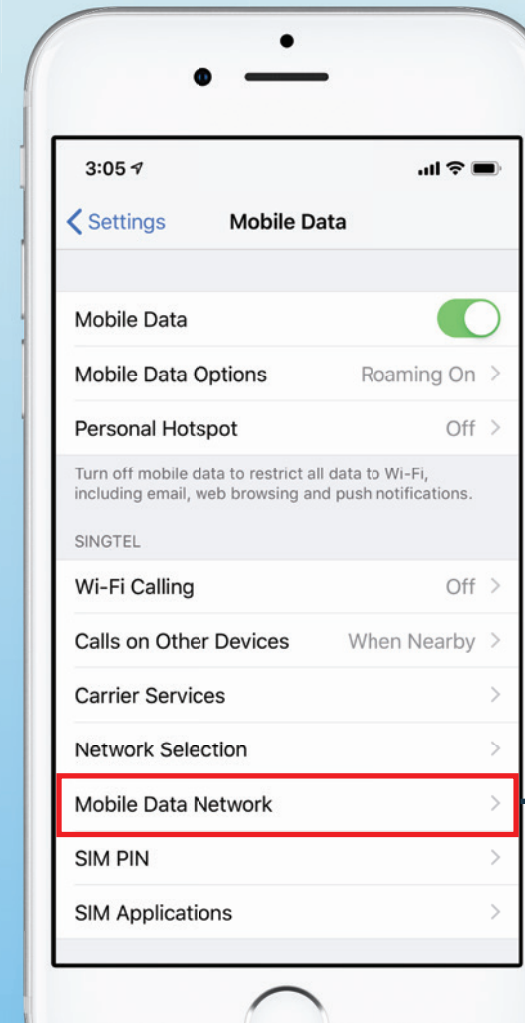 3:05
Settings
Mobile Data
Mobile Data
Mobile Data Options
Roaming On
Personal Hotspot
Off
Turn off mobile data to restrict all data to Wi-Fi,
including email, web browsing and push notifications.
SINGTEL
Wi-Fi Calling
Off
Calls on Other Devices
When Nearby
Carrier Services
Network Selection
Mobile Data Network
SIM PIN
SIM Applications